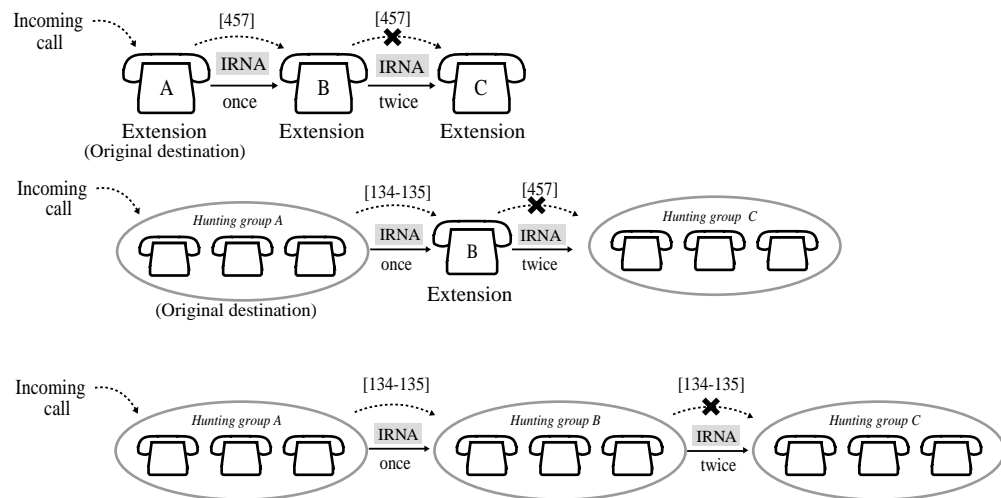 Incoming
call
[457]
[457]
IRNA
IRNA
A
B
C
once
twice
Extension
Extension
Extension
(Original destination)
Incoming
call
[134-135]
[457]
Hunting group A
Hunting group C
IRNA
IRNA
B
once
twice
Extension
(Original destination)
Incoming
call
[134-135]
[134-135]
Hunting group A
Hunting group B
Hunting group C
IRNA
IRNA
once
twice